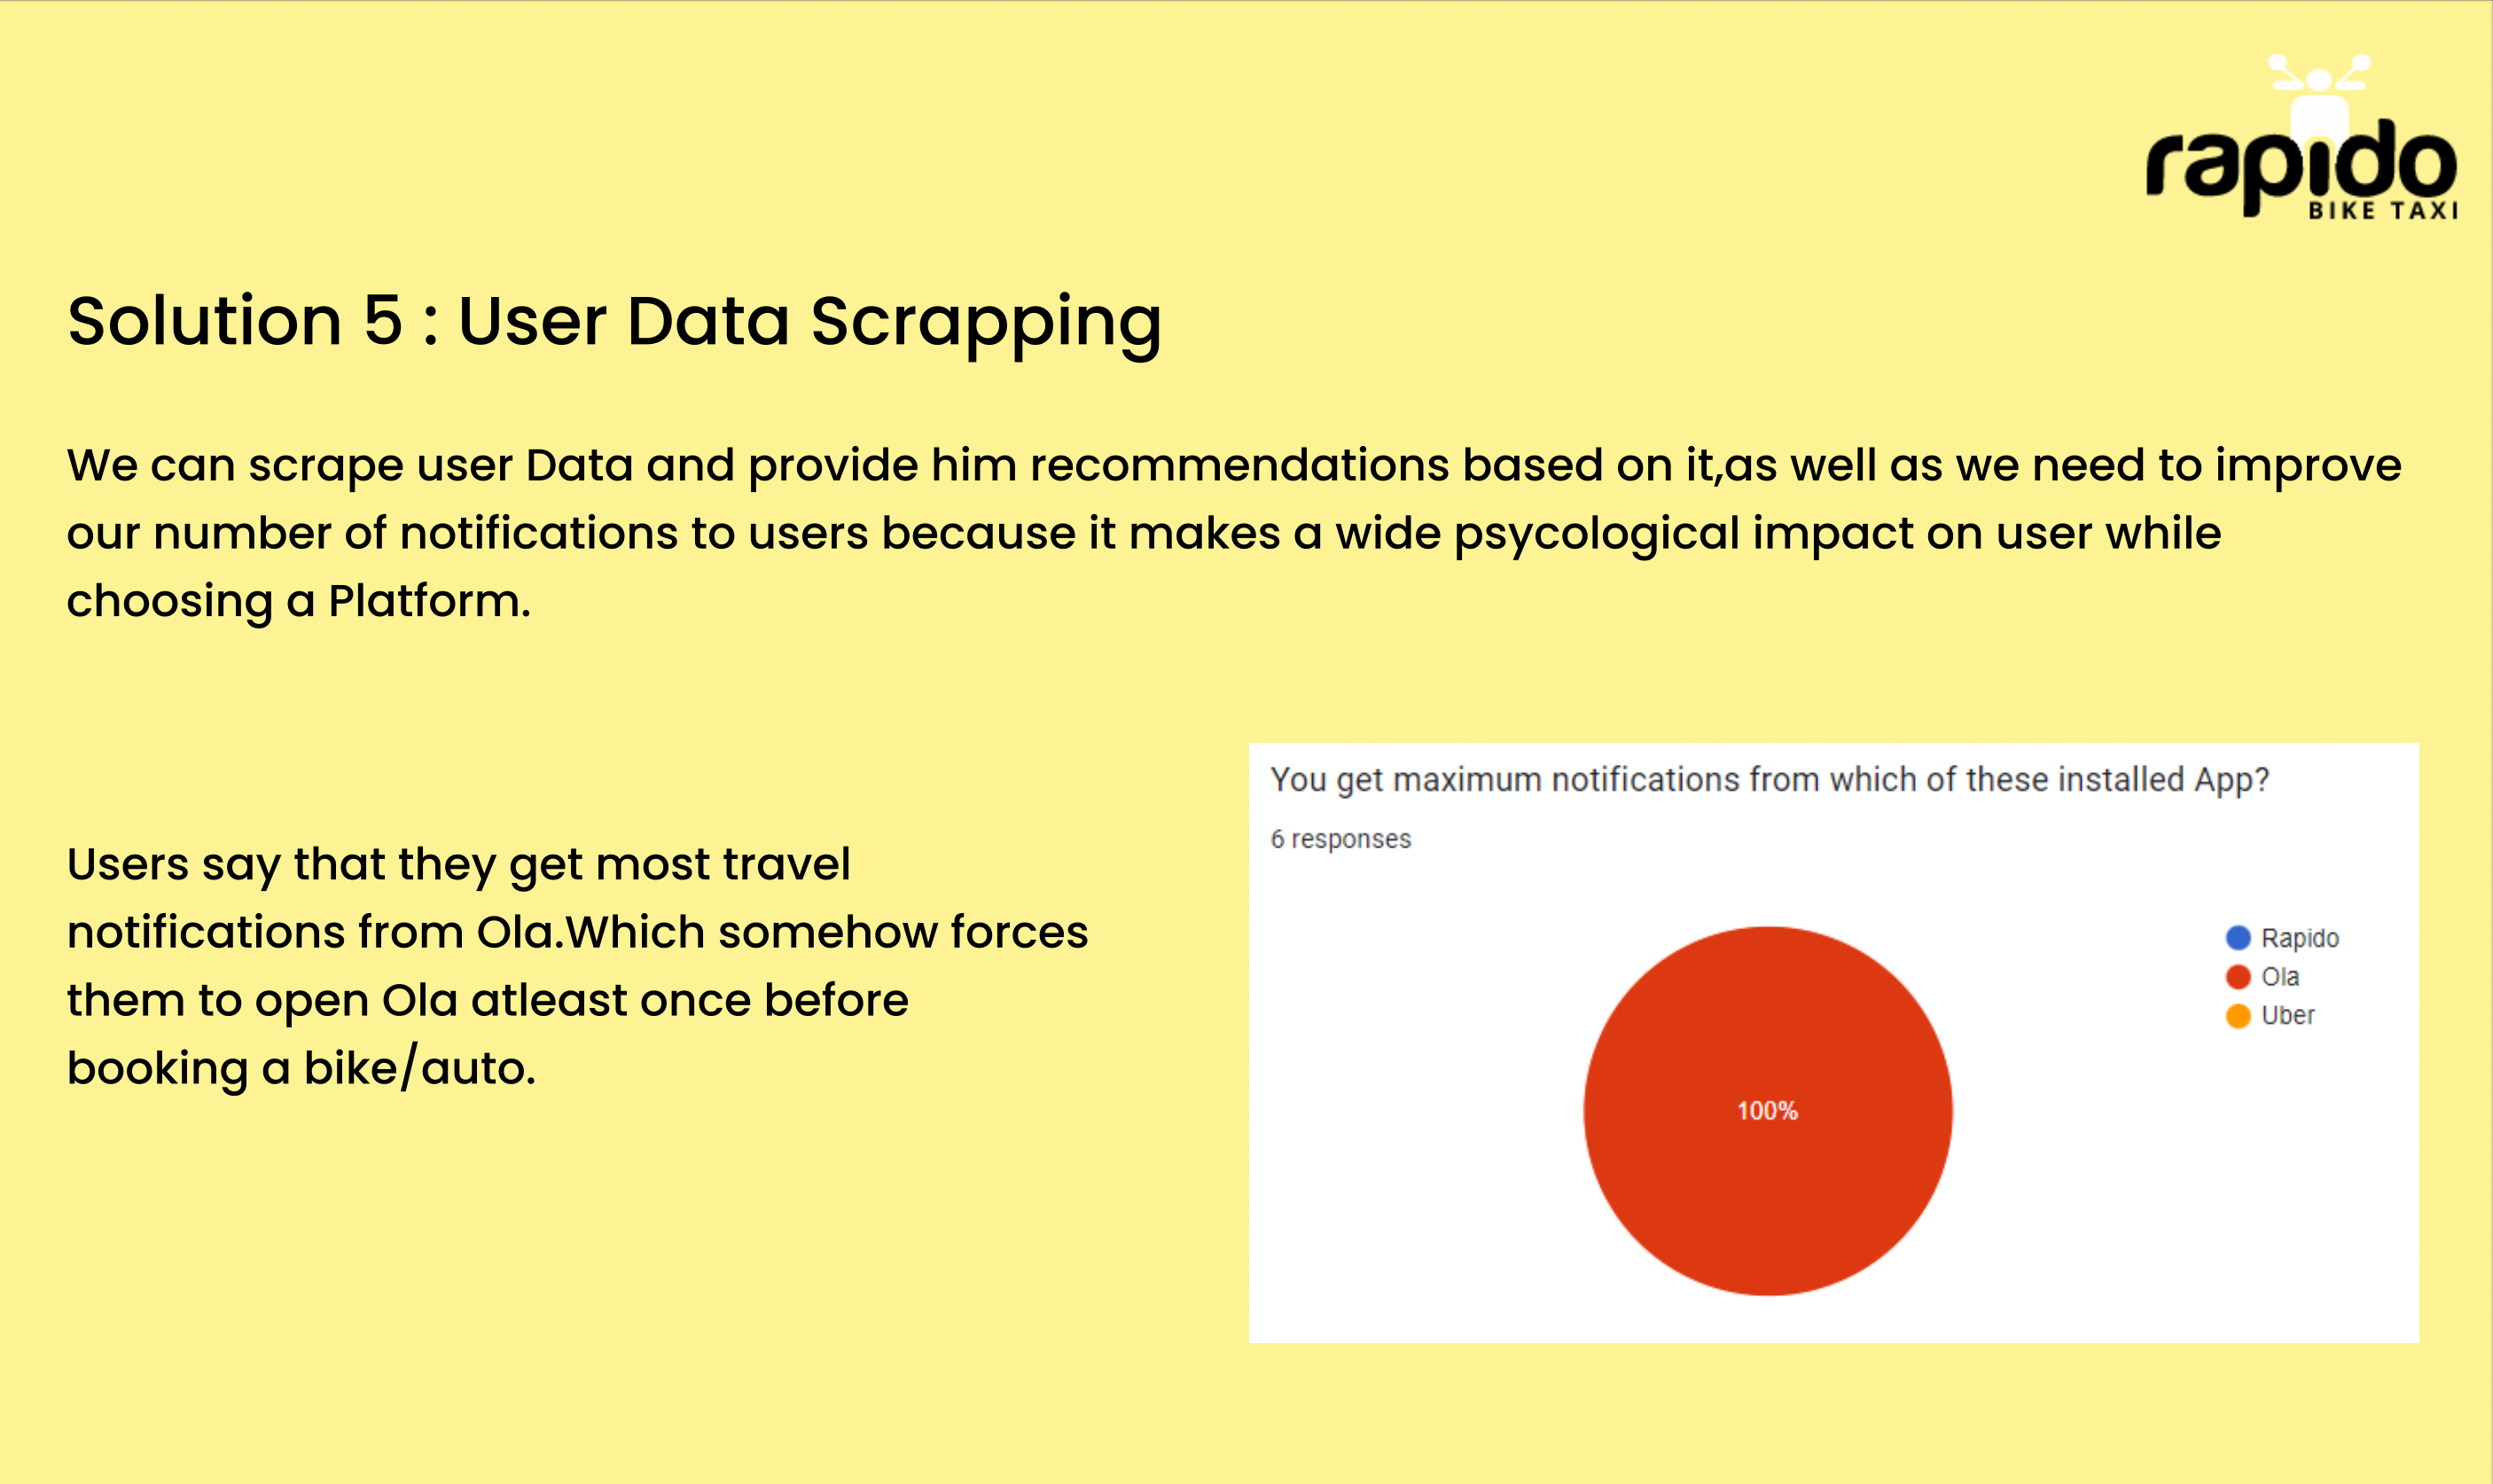 rapido
BIKE TAXI
Solution 5 : User Data Scrapping
We can scrape user Data and provide him recommendations based on it,as well as we need to improve
our number of notifications to users because it makes a wide psycological impact on user while
choosing a Platform.
Users say that they get most travel
notifications from Ola.Which somehow forces
them to open Ola atleast once before
booking a bike/auto.
You get maximum notifications from which of these installed App?
6 responses
Rapido
Ola
Uber
100%